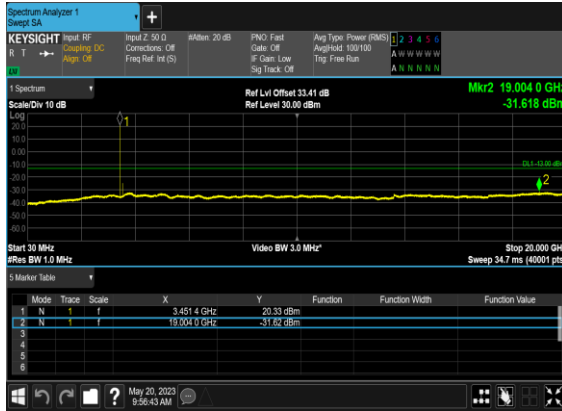 Spectrum Analyzer 1
Swept SA
+
KEYSIGHT Input: RF Input Z: 50 Ω #Atten: 20 dB PNO: Fast Avg Type: Power (RMS) 1 2 3 4 5 6
R T Coupling: DC Corrections: Off Gate: Off Avg|Hold: 100/100 A W W W W W
Align: Off Freq Ref: Int (S) IF Gain: Low Trig: Free Run
Sig Track: Off A N N N N N
1 Spectrum
Ref Lvl Offset 33.41 dB Mkr2 19.004 0 GHz
Scale/Div 10 dB Ref Level 30.00 dBm -31.618 dBm
Log
20.0
10.0
0.00
-10.0
-20.0
-30.0
-40.0
-50.0
-60.0
1
DL1 -13.00 dBm
2
Start 30 MHz Video BW 3.0 MHz* Stop 20.000 GH
#Res BW 1.0 MHz Sweep 34.7 ms (40001 pts
5 Marker Table
Mode Trace Scale X Y Function Function Width Function Value
1 N 1 f 3.451 4 GHz 20.33 dBm
2 N 1 f 19.004 0 GHz -31.62 dBm
3
4
5
6
? May 20, 2023
9:56:43 AM